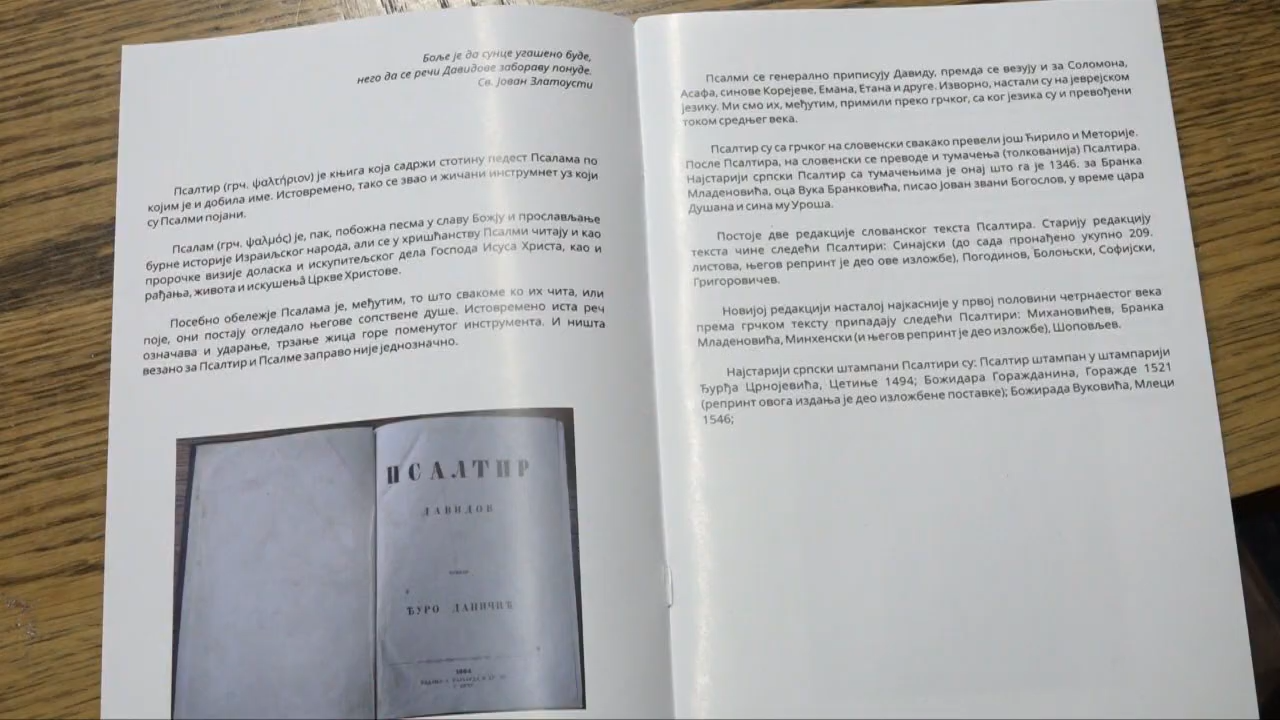 Боље је да сунце угашено буде,
него да се речи Давидове забораву понуде.
Св. Јован Златоусти
Псалтир (грч. ψαλτήριον) је књига која садржи стотину педест Псалама по
којим је и добила име. Истовремено, тако се звао и жичани инструмнет уз који
су Псалми појани.
Псалам (грч. ψαλμός) је, пак, побожна песма у славу Божју и прослављање
бурне историје Израиљског народа, али се у хришћанству Псалми читају и као
пророчке визије доласка и искупитељског дела Господа Исуса Христа, као и
рађања, живота и искушењâ Цркве Христове.
Посебно обележје Псалама је, међутим, то што свакоме ко их чита, или
поје, они постају огледало његове сопствене душе. Истовремено иста реч
означава и ударање, трзање жица горе поменутог инструмента. И ништа
везано за Псалтир и Псалме заправо није једнозначно.
ПСАЛТИР
ДАВИДОВ
ЂУРО ДАНИЧИЋ
1864
Псалми се генерално приписују Давиду, премда се везују и за Соломона,
Асафа, синове Корејеве, Емана, Етана и друге. Изворно, настали су на јеврејском
језику. Ми смо их, међутим, примили преко грчког, са ког језика су и превођени
током средњег века.
Псалтир су са грчког на словенски свакако превели још Ћирило и Меторије.
После Псалтира, на словенски се преводе и тумачења (толкованија) Псалтира.
Најстарији српски Псалтир са тумачењима је онај што га је 1346. за Бранка
Младеновића, оца Вука Бранковића, писао Јован звани Богослов, у време цара
Душана и сина му Уроша.
Постоје две редакције слованског текста Псалтира. Старију редакцију
текста чине следећи Псалтири: Синајски (до сада пронађено укупно 209.
листова, његов репринт је део ове изложбе), Погодинов, Болоњски, Софијски,
Григоровичев.
Новијој редакцији насталој најкасније у првој половини четрнаестог века
према грчком тексту припадају следећи Псалтири: Михановићев, Бранка
Младеновића, Минхенски (и његов репринт је део изложбе), Шоповљев.
Најстарији српски штампани Псалтири су: Псалтир штампан у штампарији
Ђурђа Црнојевића, Цетиње 1494; Божидара Горажданина, Горажде 1521
(репринт овога издања је део изложбене поставке); Божирада Вуковића, Млеци
1546;